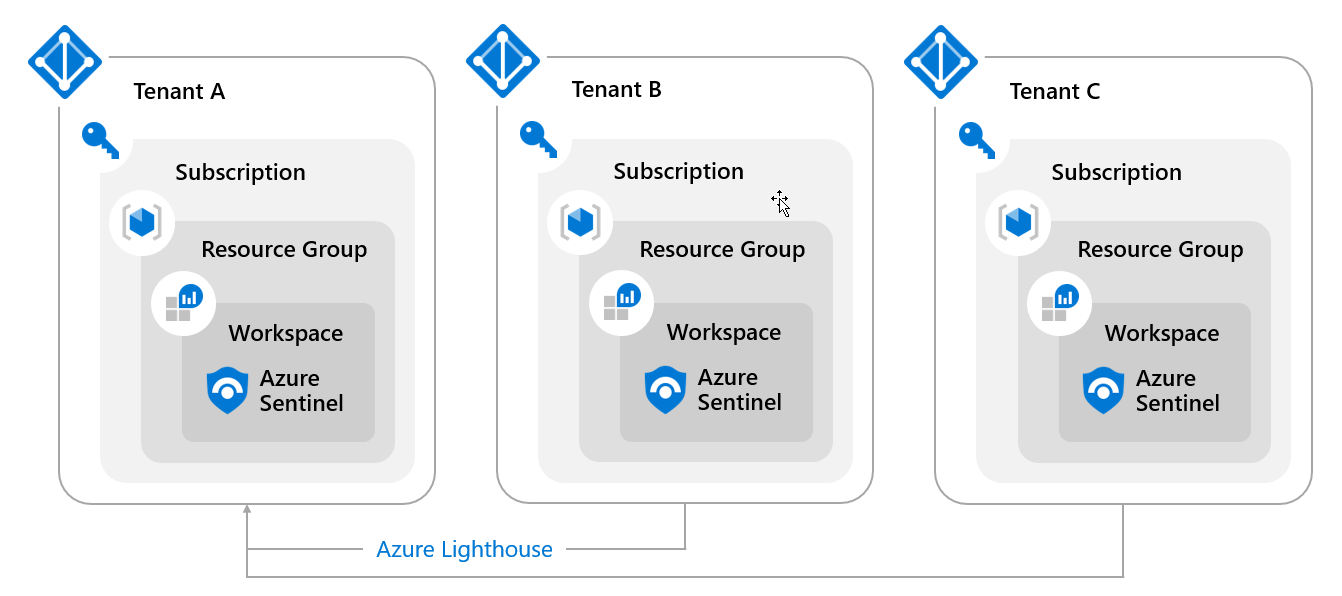 Tenant A
Subscription
Resource Group
Workspace
Azure
Sentinel
Tenant B
Subscription
Resource Group
Workspace
Azure
Sentinel
Tenant C
Subscription
Resource Group
Workspace
Azure
Sentinel
Azure Lighthouse